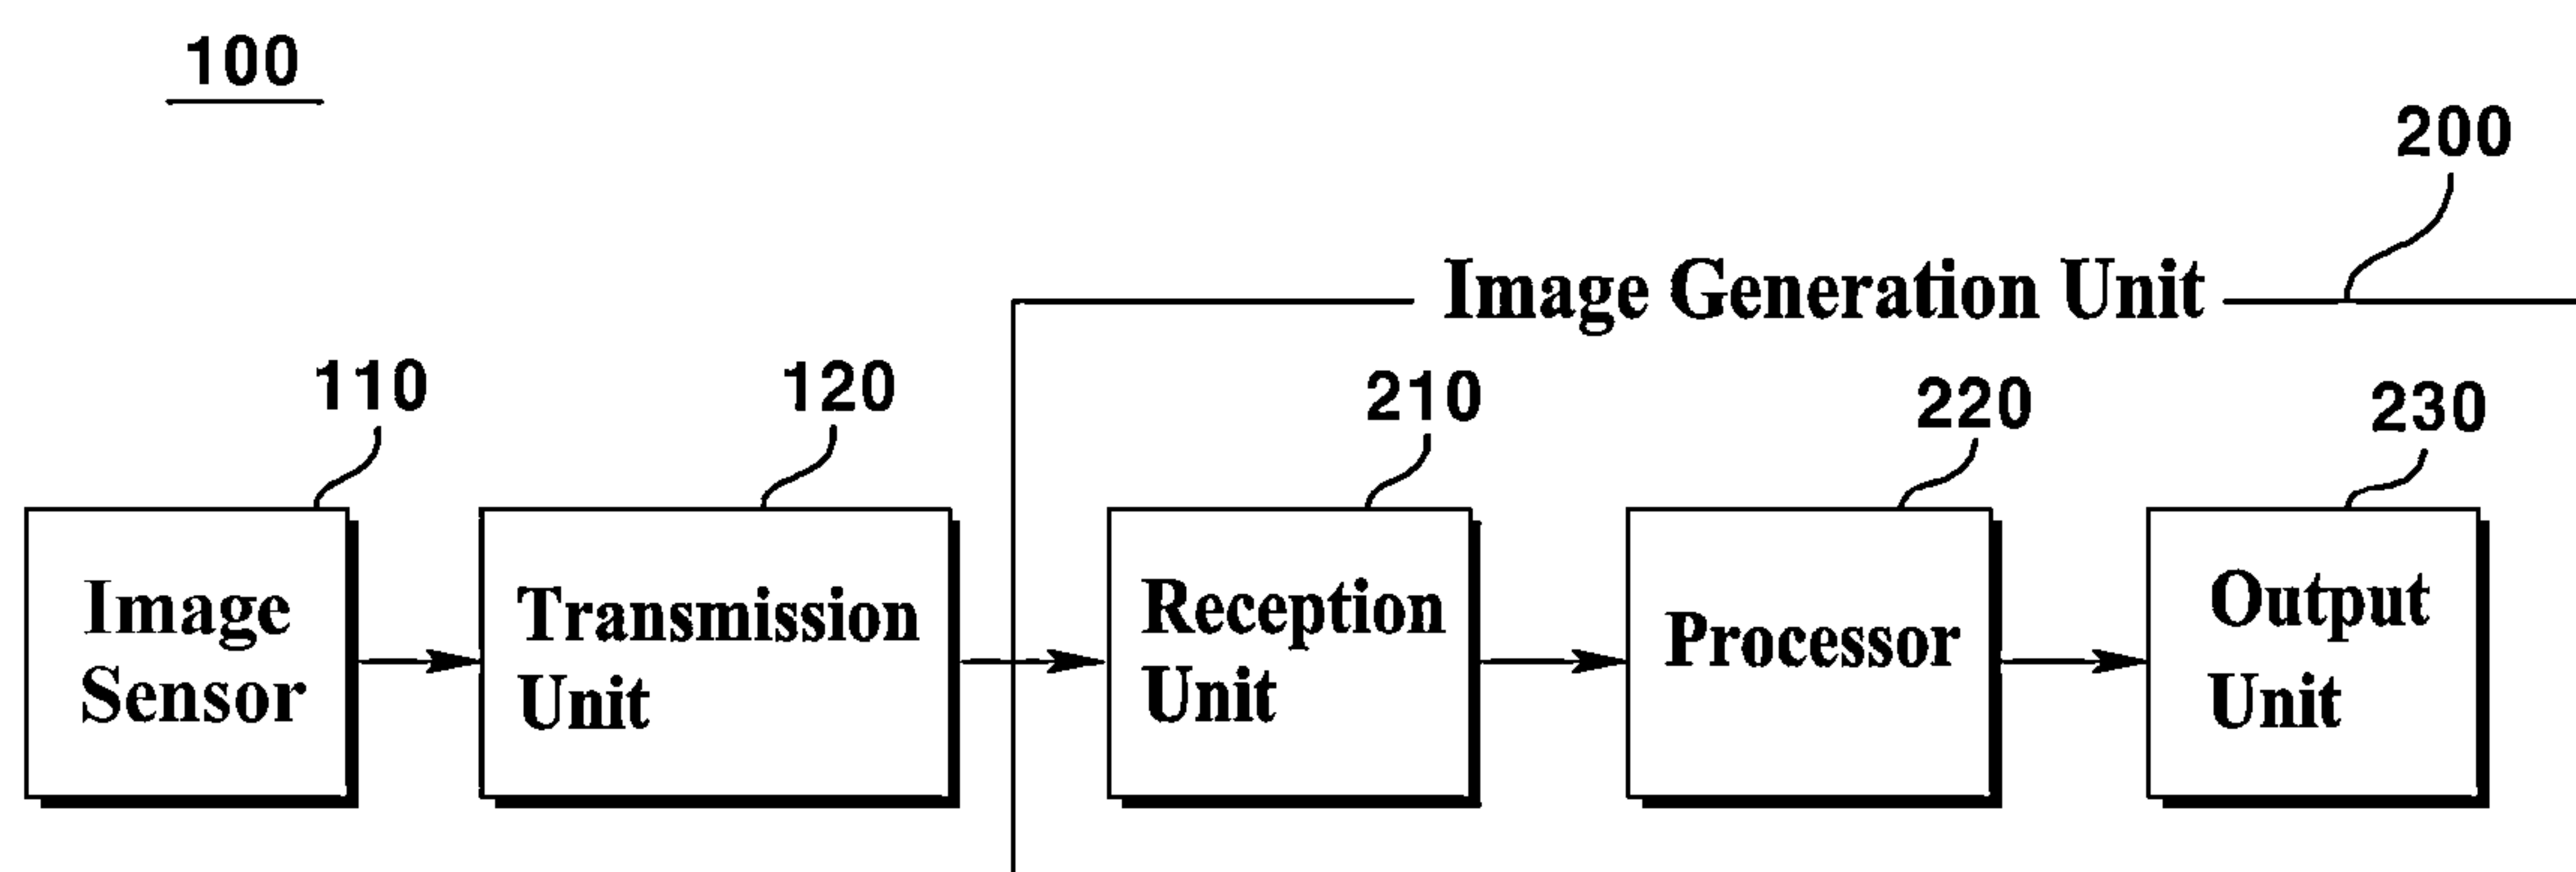 100
200
Image Generation Unit
110
120
210
220
230
Image
Sensor
Transmission
Unit
Reception
Unit
Processor
Output
Unit